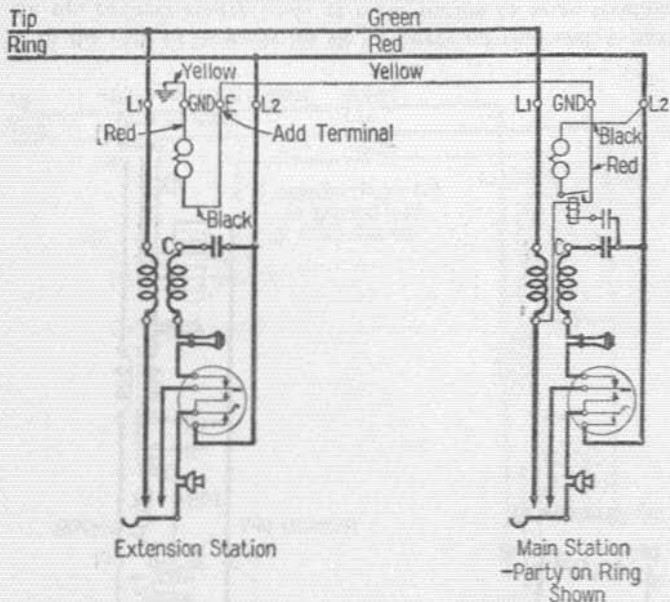 Tip
Green
Ring
Red
Yellow
Yellow
L1
GND
E
L2
L1
GND
L2
Red
Add Terminal
Black
Red
Black
C
C
Extension Station
Main Station
-Party on Ring
Shown